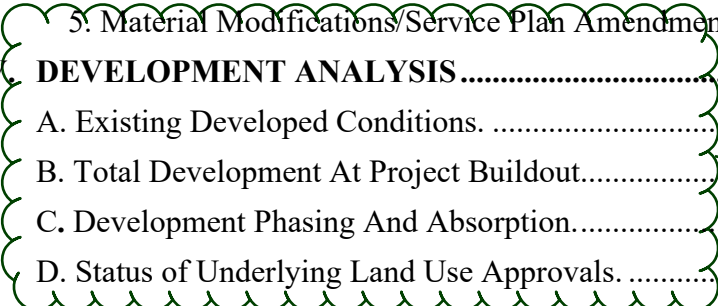 5. Material Modifications/Service Plan Amendmen
. DEVELOPMENT ANALYSIS...............................
A. Existing Developed Conditions. ...........................
B. Total Development At Project Buildout.................
C. Development Phasing And Absorption..................
D. Status of Underlying Land Use Approvals. ...........